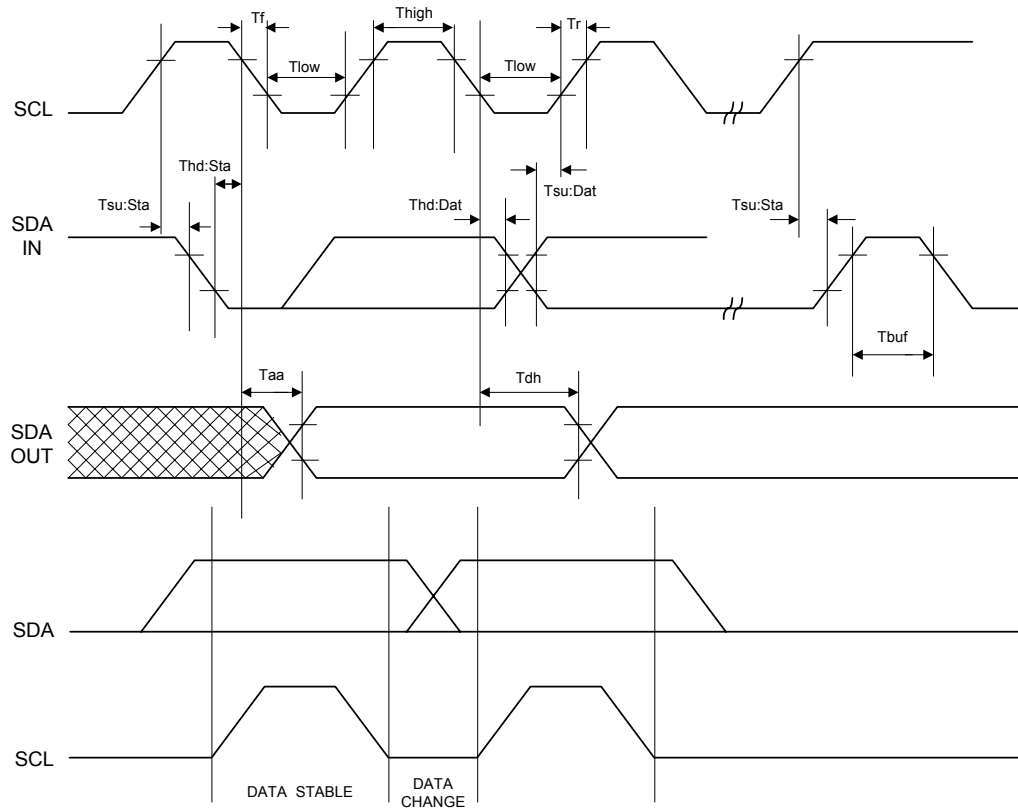 Tf
Thigh
Tr
Tlow
Tlow
SCL
Thd:Sta
Tsu:Dat
Tsu:Sta
Thd:Dat
Tsu:Sta
SDA
IN
Tbuf
Taa
Tdh
SDA
OUT
SDA
SCL
DATA STABLE
DATA
CHANGE